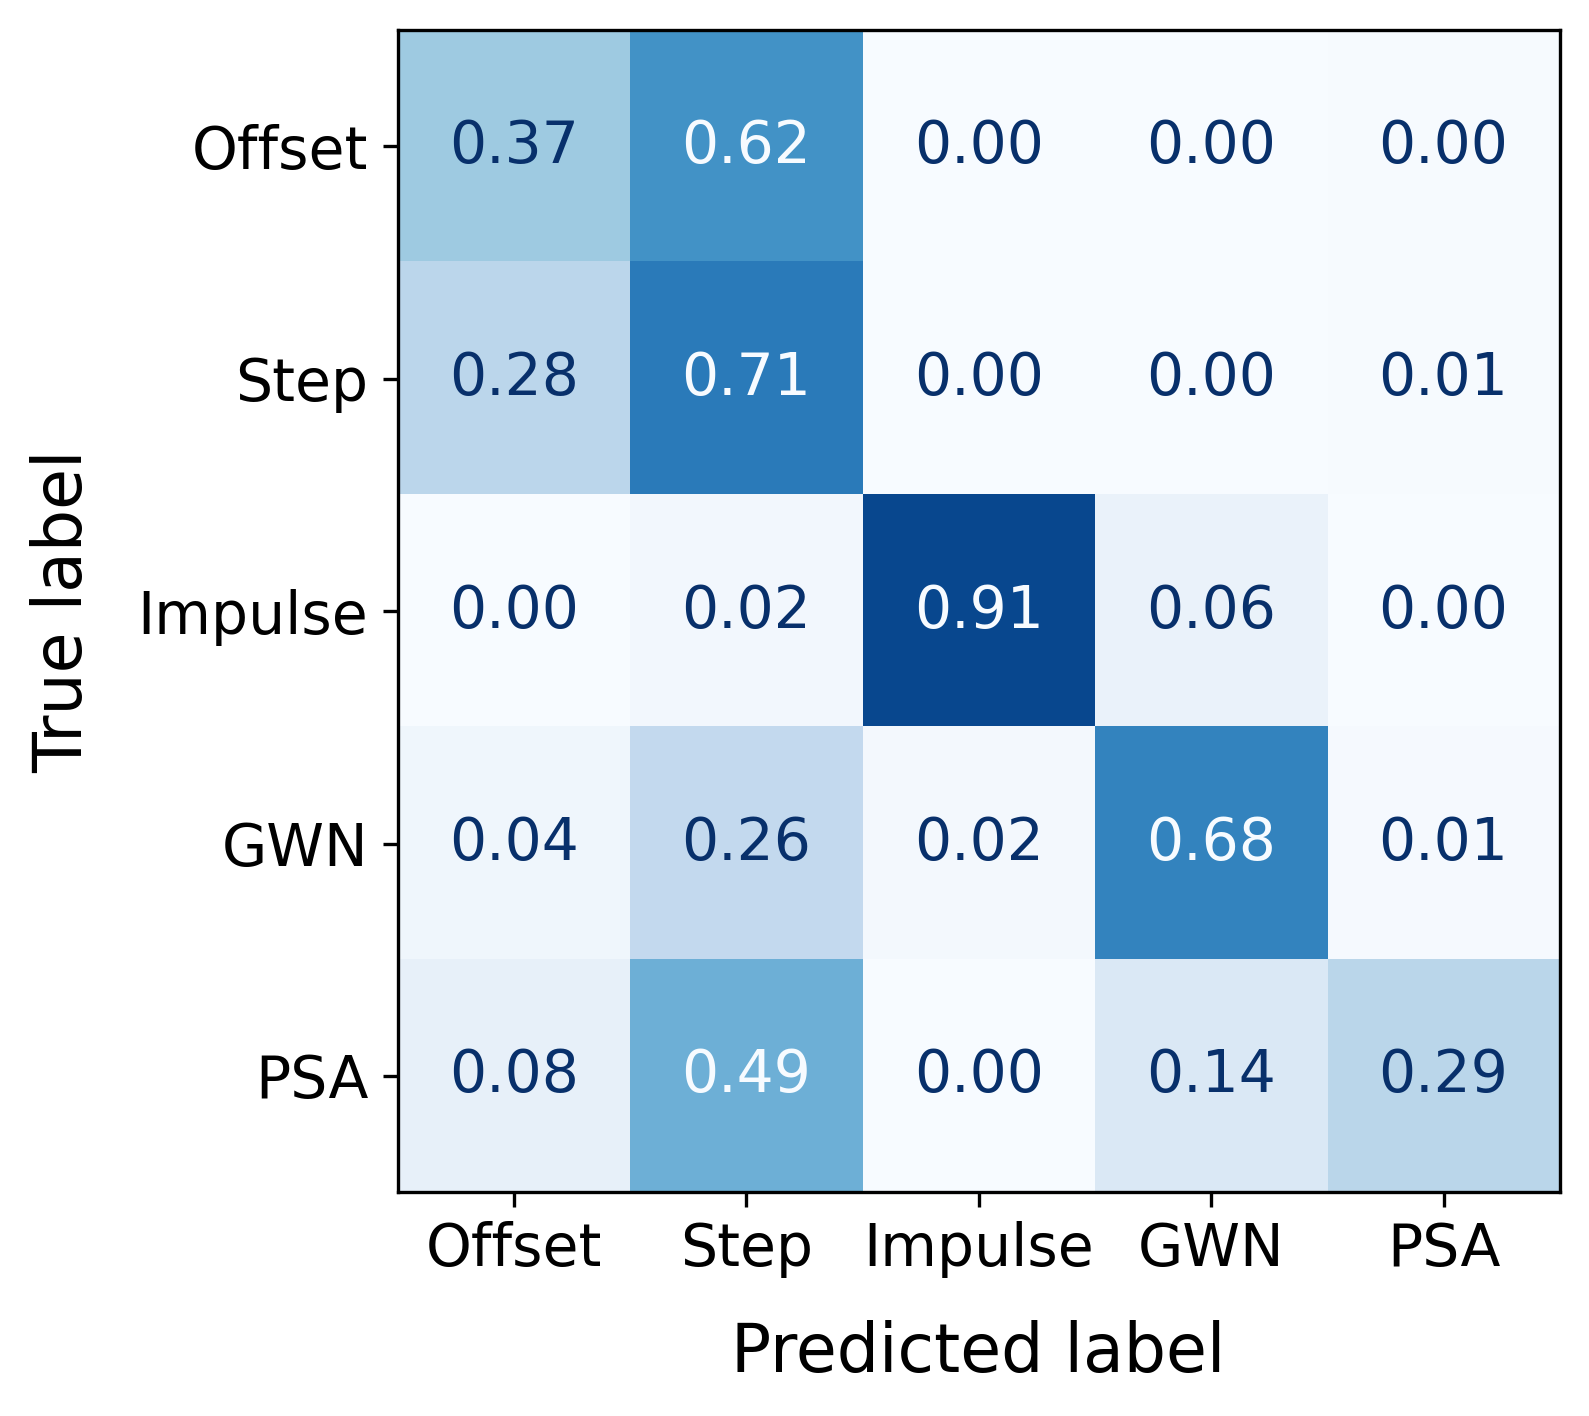 True label
Offset 0.37 0.62 0.00 0.00 0.00
Step 0.28 0.71 0.00 0.00 0.01
Impulse 0.00 0.02 0.91 0.06 0.00
GWN 0.04 0.26 0.02 0.68 0.01
PSA 0.08 0.49 0.00 0.14 0.29
Offset Step Impulse GWN PSA
Predicted label